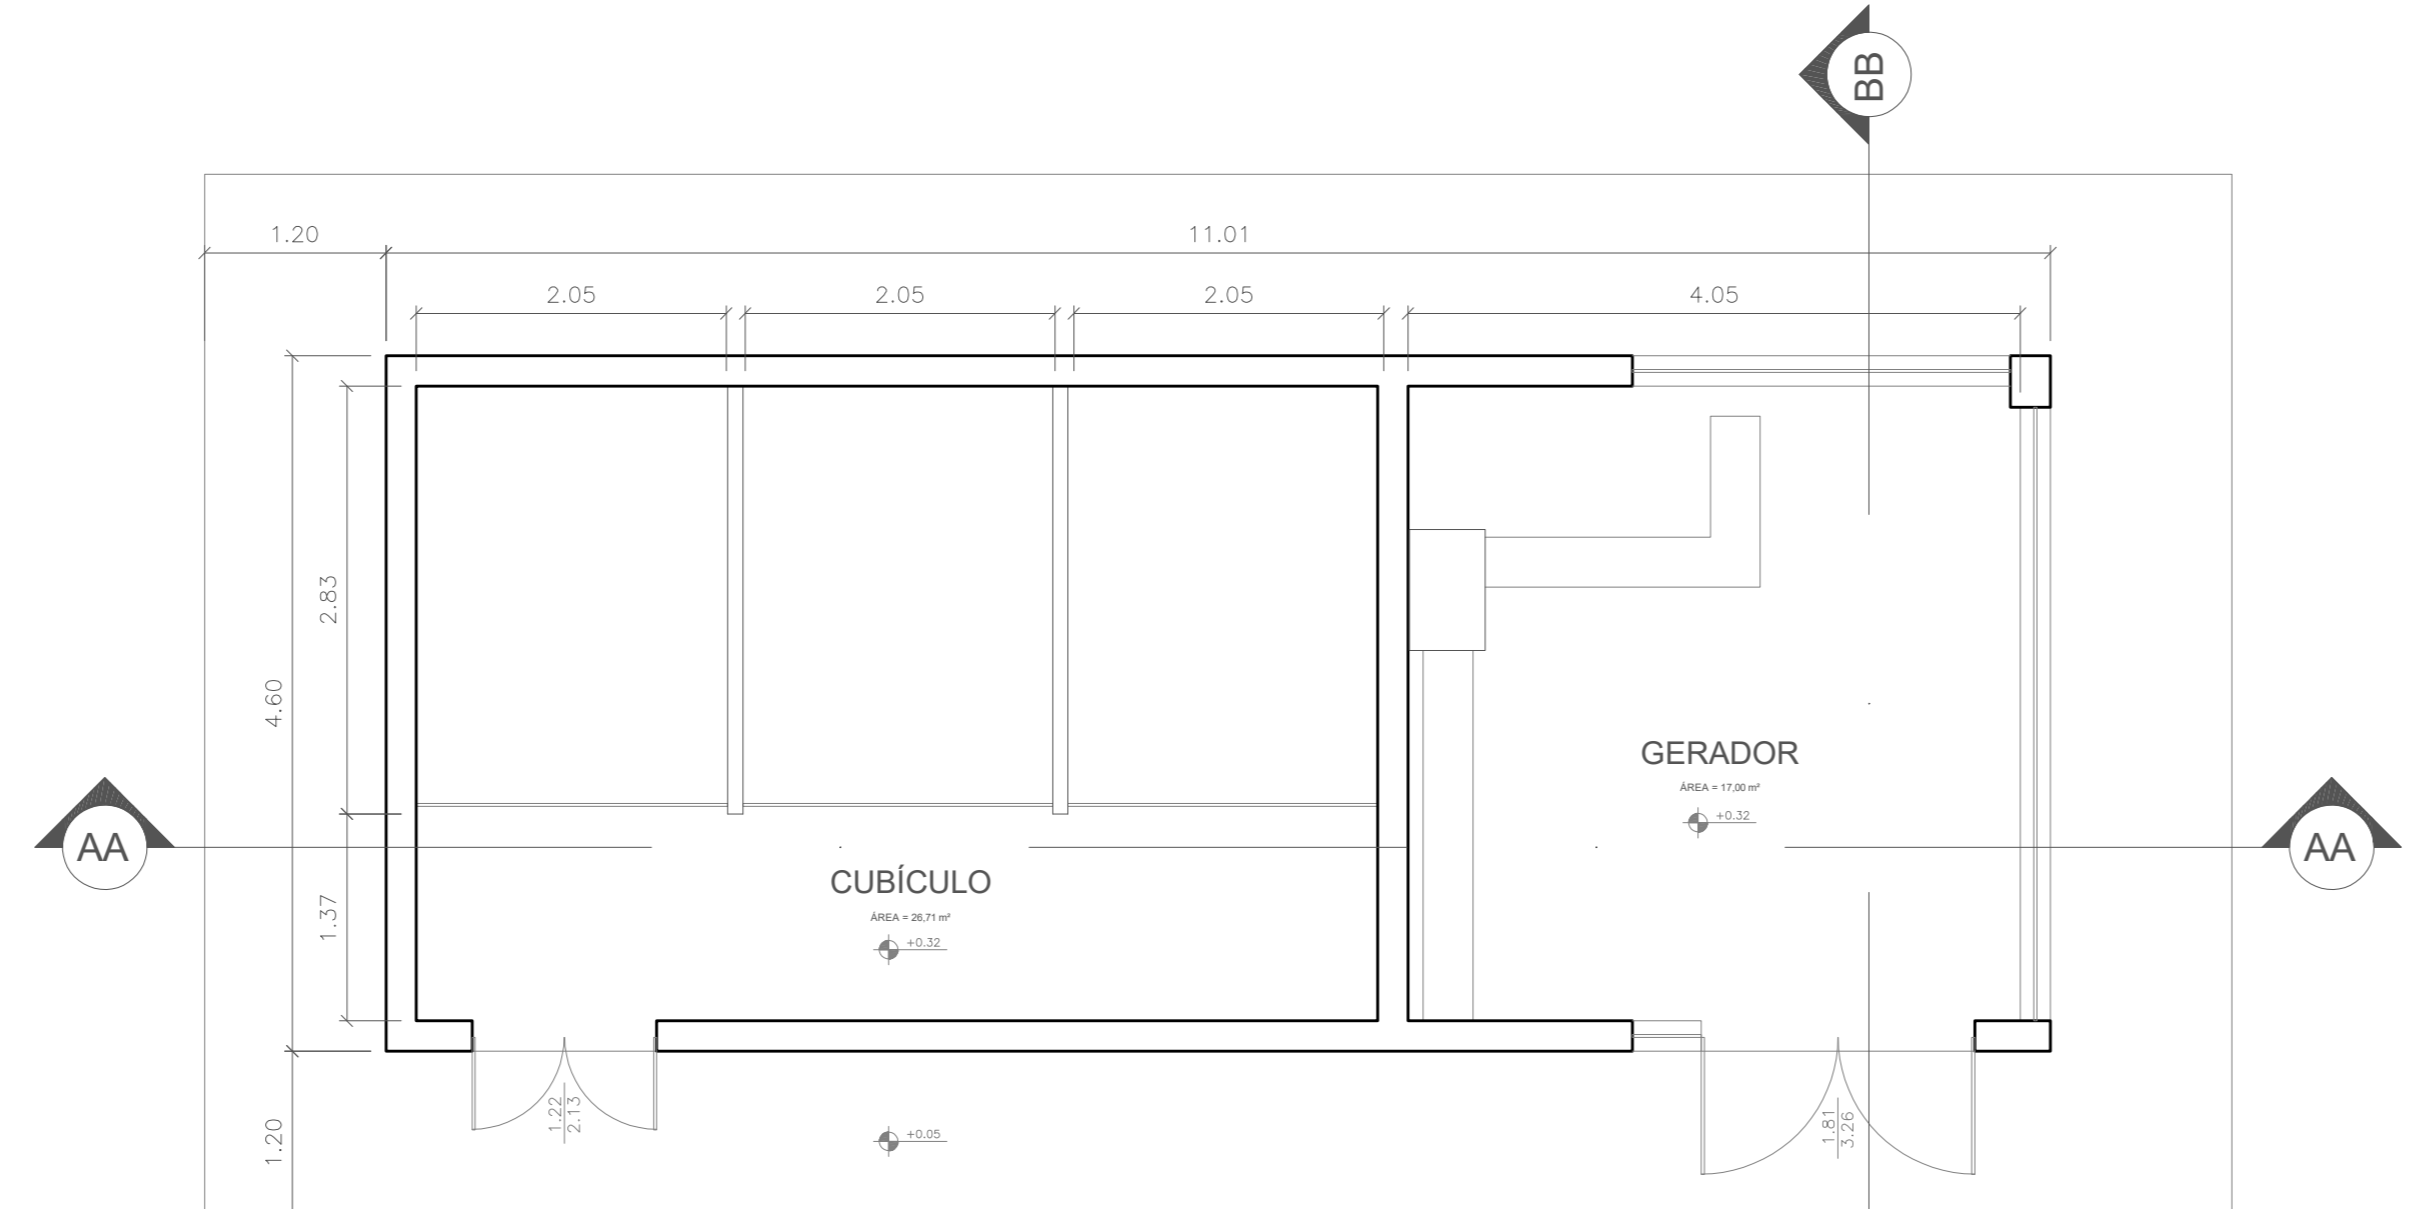 BB
1.20
11.01
2.05
2.05
2.05
4.05
2.83
4.60
GERADOR
ÁREA = 17,00 m²
+0.32
AA
AA
CUBÍCULO
ÁREA = 26,71 m²
+0.32
1.37
1.22
2.13
1.20
+0.05
1.81
3.26